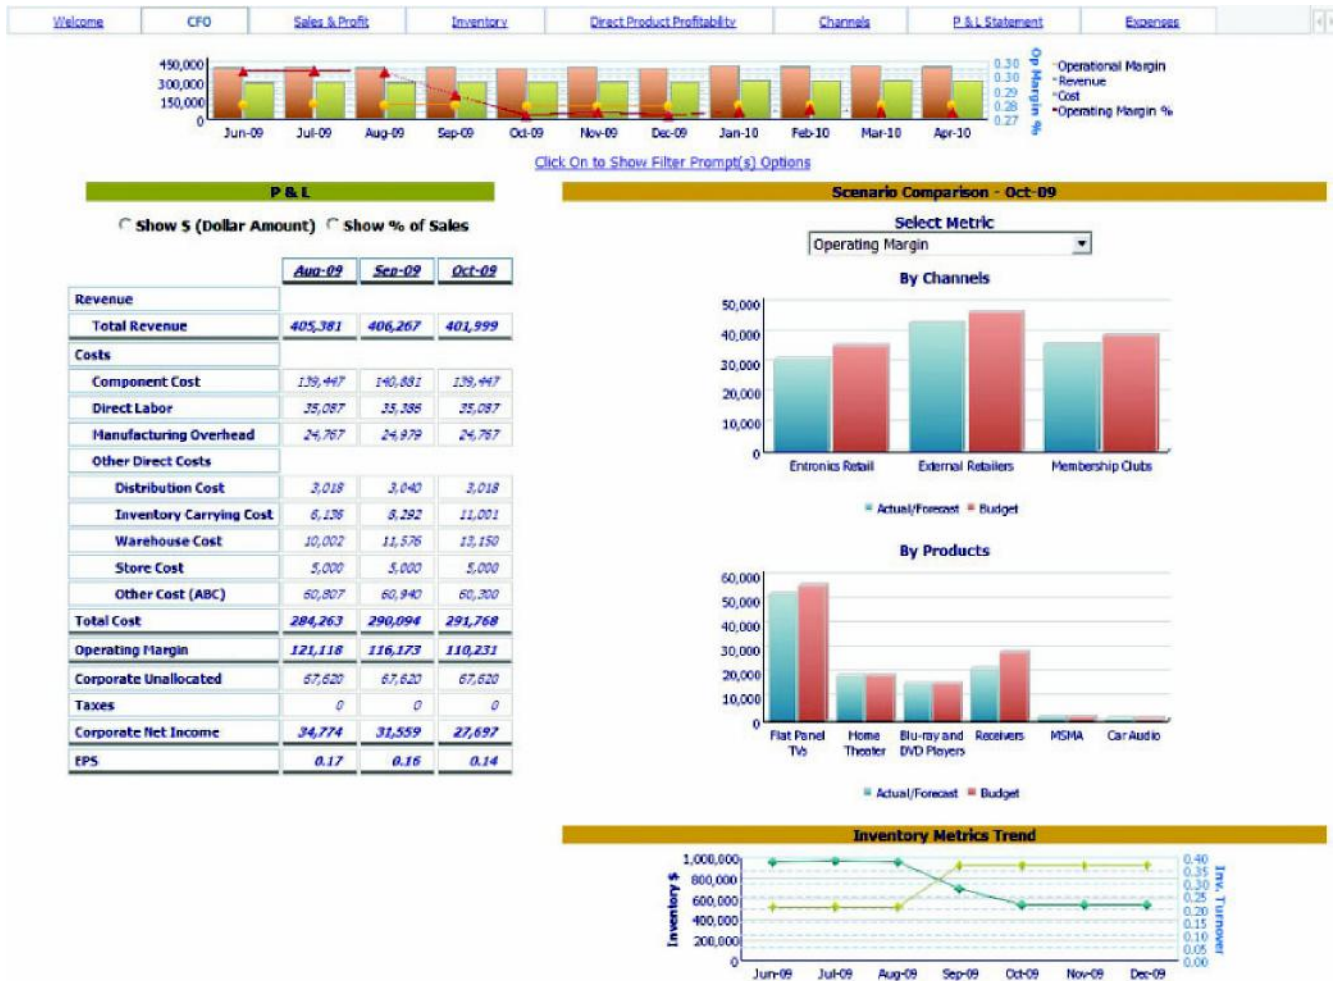 Welcome CFO Sales & Profit Inventory Direct Product Profitability Channels P & L Statement Expenses
450,000
300,000
150,000
0
0.30
0.30
0.29
0.28
0.27
Op Margin %
Operational Margin
Revenue
Cost
Operating Margin %
Jun-09 Jul-09 Aug-09 Sep-09 Oct-09 Nov-09 Dec-09 Jan-10 Feb-10 Mar-10 Apr-10
Click On to Show Filter Prompt(s) Options
P & L
Show $ (Dollar Amount) Show % of Sales
Aug-09 Sep-09 Oct-09
Revenue
Total Revenue 405,381 406,267 401,999
Costs
Component Cost 139,447 140,881 139,447
Direct Labor 35,087 35,386 35,087
Manufacturing Overhead 24,767 24,979 24,767
Other Direct Costs
Distribution Cost 3,018 3,040 3,018
Inventory Carrying Cost 6,136 8,292 11,001
Warehouse Cost 10,002 11,576 13,150
Store Cost 5,000 5,000 5,000
Other Cost (ABC) 60,807 60,940 60,300
Total Cost 284,263 290,094 291,768
Operating Margin 121,118 116,173 110,231
Corporate Unallocated 67,620 67,620 67,620
Taxes 0 0 0
Corporate Net Income 34,774 31,559 27,697
EPS 0.17 0.16 0.14
Scenario Comparison - Oct-09
Select Metric
Operating Margin
By Channels
50,000
40,000
30,000
20,000
10,000
0
Entronics Retail External Retailers Membership Clubs
Actual/Forecast Budget
By Products
60,000
50,000
40,000
30,000
20,000
10,000
0
Flat Panel TVs Home Theater Blu-ray and DVD Players Receivers MSMA Car Audio
Actual/Forecast Budget
Inventory Metrics Trend
Inventory $
1,000,000
800,000
600,000
400,000
200,000
0
0.40
0.35
0.30
0.25
0.20
0.15
0.10
0.05
0.00
Inv. Turnover
Jun-09 Jul-09 Aug-09 Sep-09 Oct-09 Nov-09 Dec-09